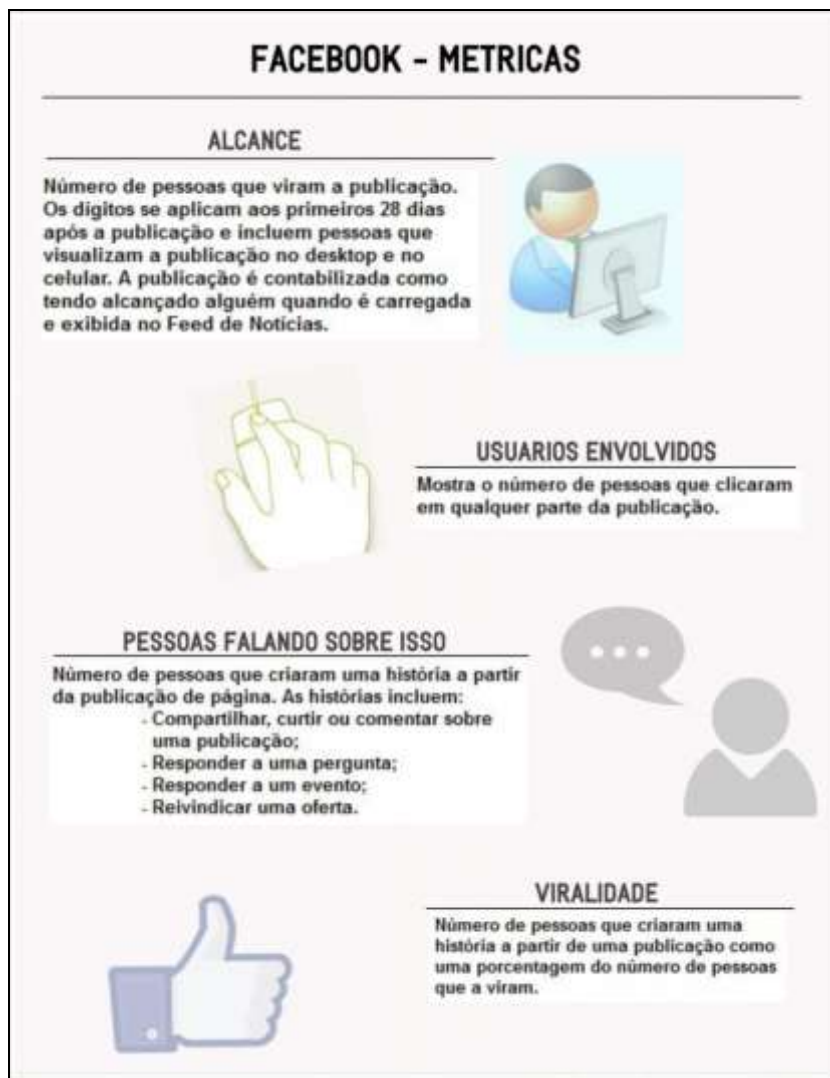 FACEBOOK - METRICAS
ALCANCE
Número de pessoas que viram a publicação.
Os dígitos se aplicam aos primeiros 28 dias
após a publicação e incluem pessoas que
visualizam a publicação no desktop e no
celular. A publicação é contabilizada como
tendo alcançado alguém quando é carregada
e exibida no Feed de Notícias.
USUARIOS ENVOLVIDOS
Mostra o número de pessoas que clicaram
em qualquer parte da publicação.
PESSOAS FALANDO SOBRE ISSO
Número de pessoas que criaram uma história a partir
da publicação de página. As histórias incluem:
- Compartilhar, curtir ou comentar sobre
uma publicação;
- Responder a uma pergunta;
- Responder a um evento;
- Reivindicar uma oferta.
VIRALIDADE
Número de pessoas que criaram uma
história a partir de uma publicação como
uma porcentagem do número de pessoas
que a viram.